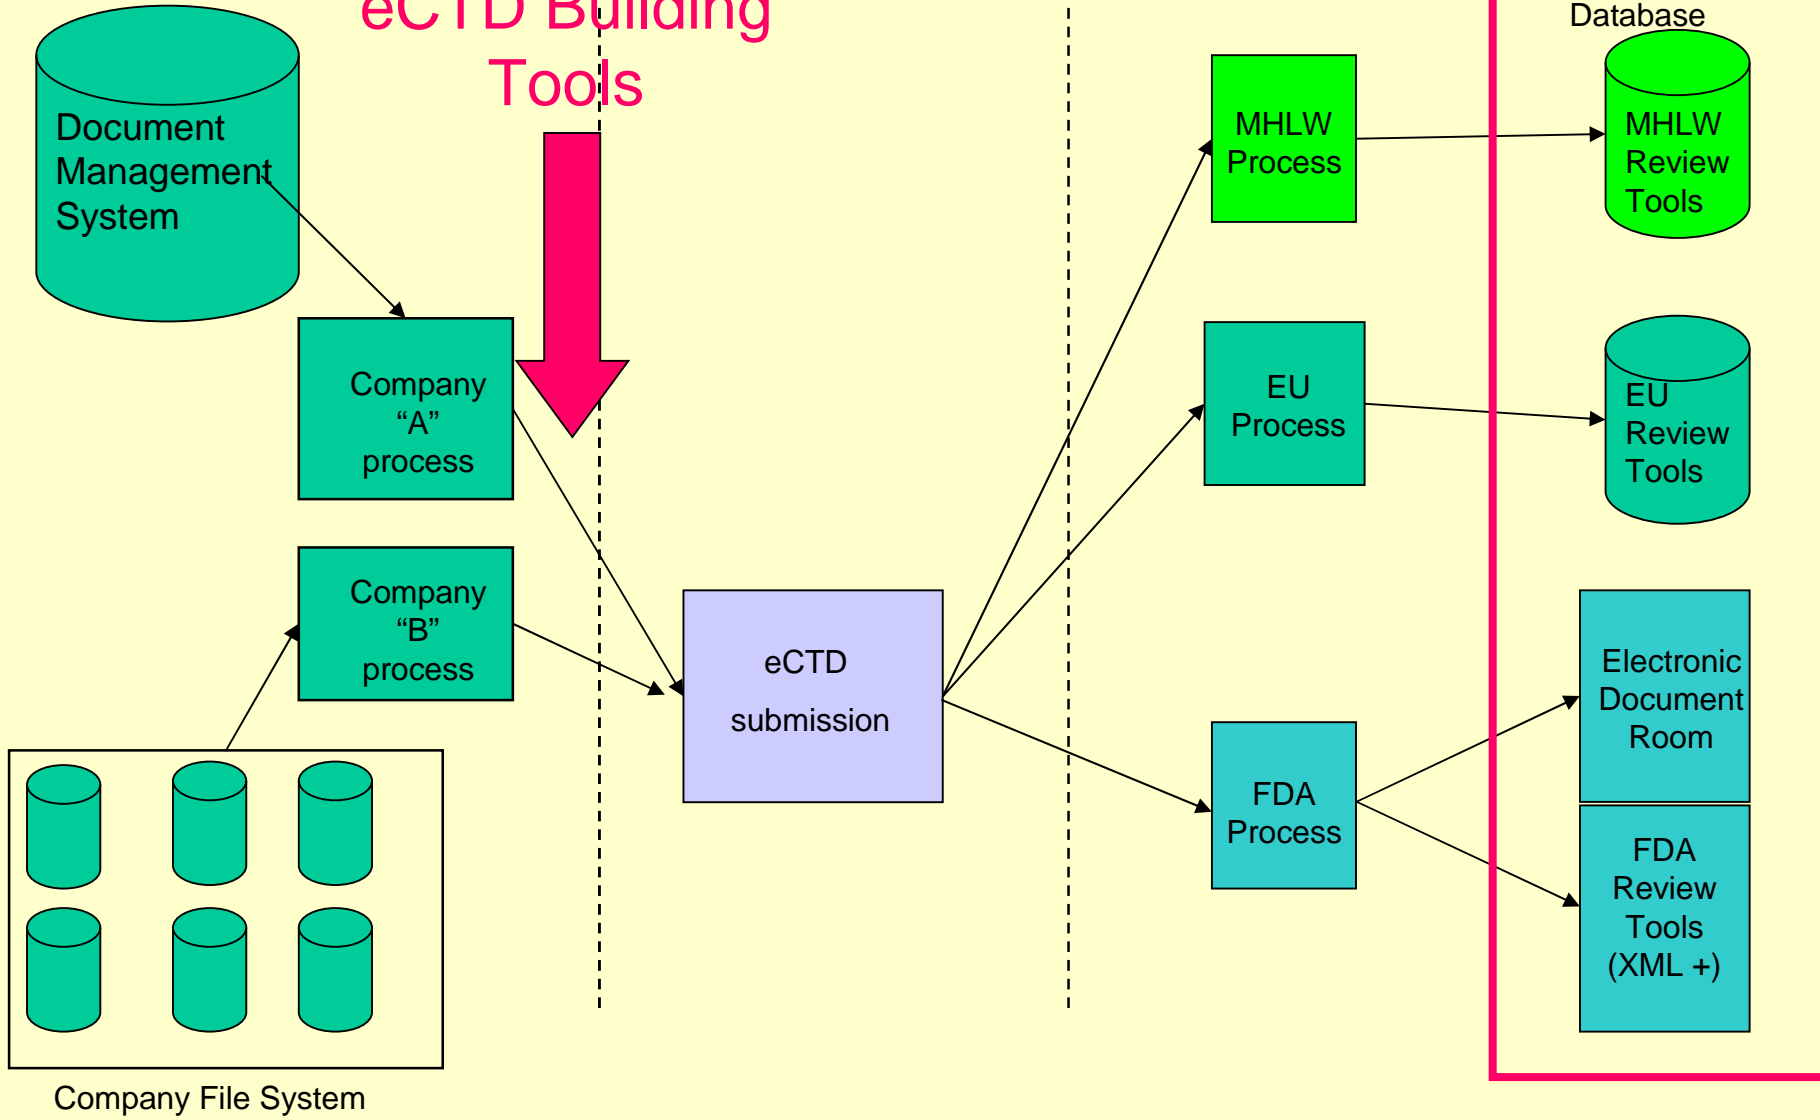 eCTD Building
Tools
Database
Document
Management
System
MHLW
Process
MHLW
Review
Tools
Company
“A”
process
EU
Process
EU
Review
Tools
Company
“B”
process
eCTD
submission
Electronic
Document
Room
FDA
Process
FDA
Review
Tools
(XML +)
Company File System